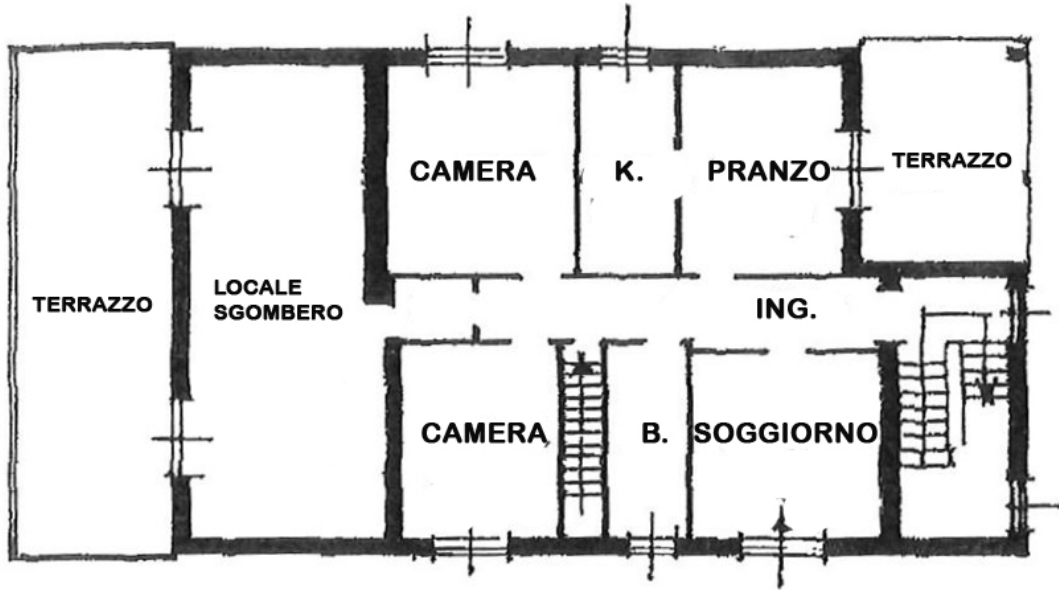 CAMERA
K.
PRANZO
TERRAZZO
TERRAZZO
LOCALE
SGOMBERO
ING.
CAMERA
B.
SOGGIORNO